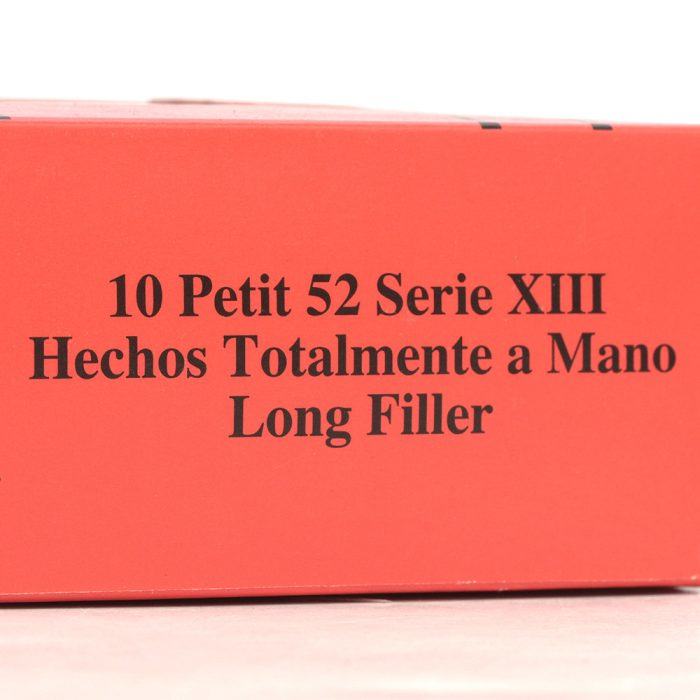 10 Petit 52 Serie XIII
Hechos Totalmente a Mano
Long Filler